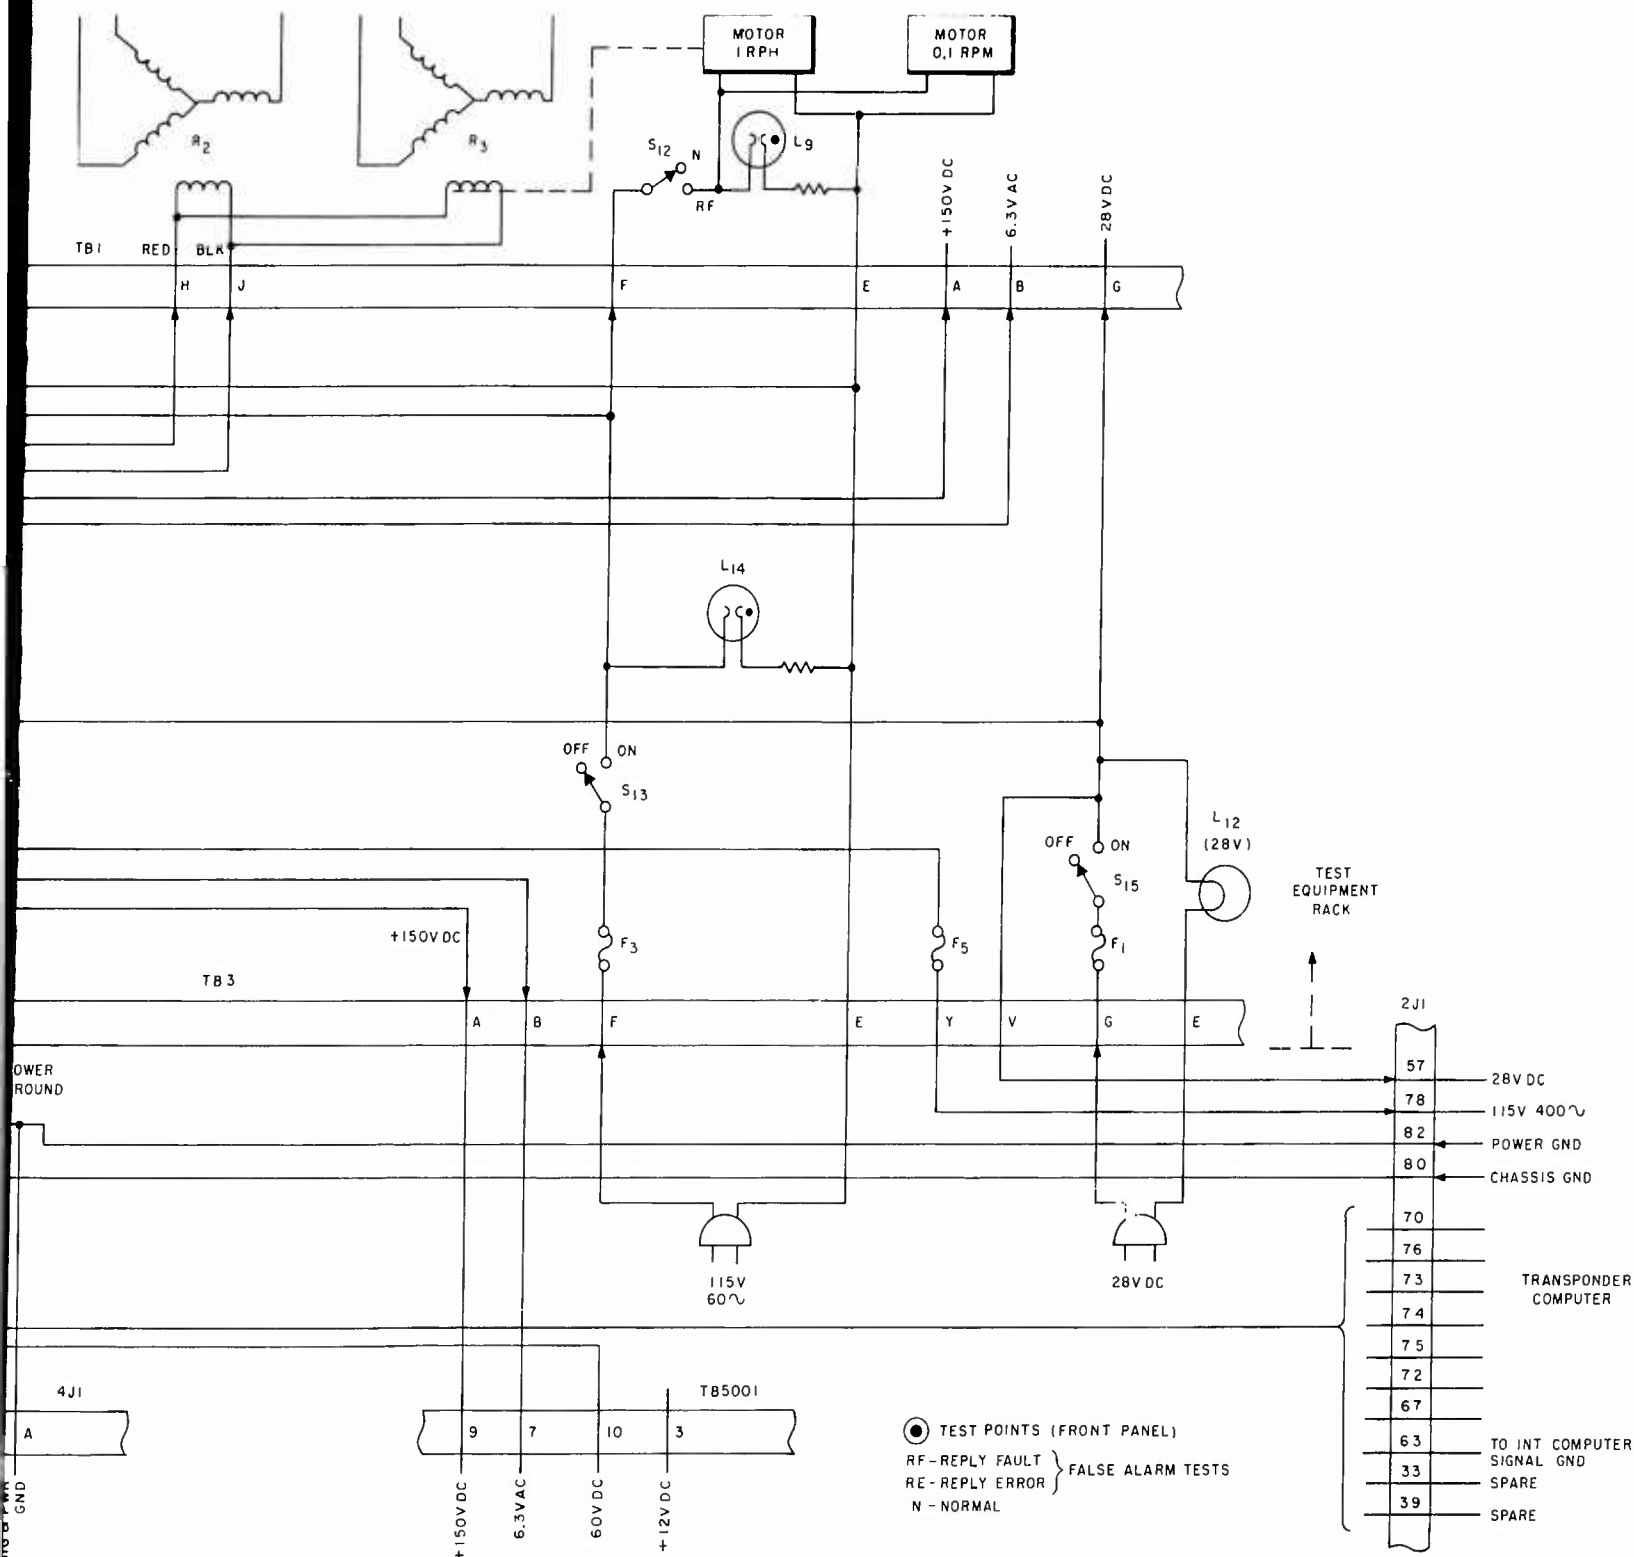 MOTOR
1 RPH
MOTOR
0,1 RPM
R2
R3
S12
N
RF
L9
+150V DC
6.3V AC
28V DC
TB1
RED
BLK
H
J
F
E
A
B
G
L14
OFF
ON
S13
L12
(28V)
OFF
ON
S15
TEST
EQUIPMENT
RACK
+150V DC
F3
F5
F1
TB3
A
B
F
E
Y
V
G
E
2J1
OWER
ROUND
57
28V DC
78
115V 400~
82
POWER GND
80
CHASSIS GND
115V
60~
28V DC
70
76
73
74
75
72
67
63
33
39
TRANSPONDER
COMPUTER
TO INT COMPUTER
SIGNAL GND
SPARE
SPARE
4J1
A
GND
TB5001
9
7
10
3
+150V DC
6.3V AC
60V DC
+12V DC
TEST POINTS (FRONT PANEL)
RF-REPLY FAULT
RE-REPLY ERROR
FALSE ALARM TESTS
N-NORMAL